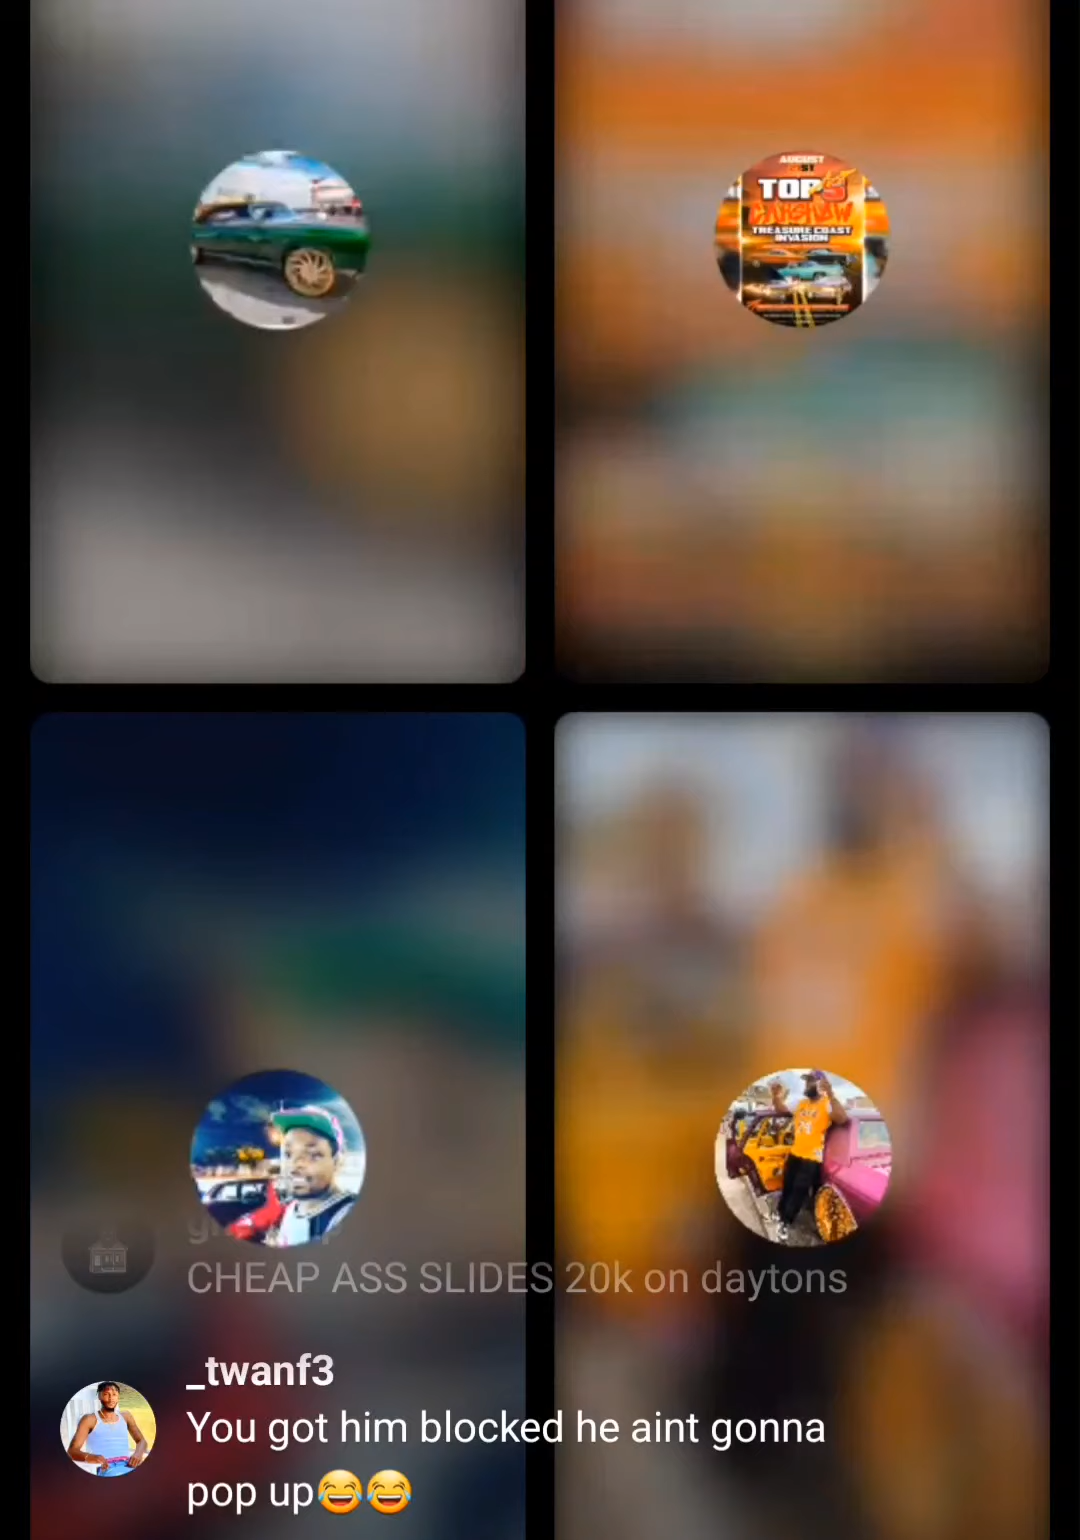 AUGUST
TOP 5
CARSHOW
TREASURE COAST
INVASION
CHEAP ASS SLIDES 20k on daytons
_twanf3
You got him blocked he aint gonna
pop up😂😂